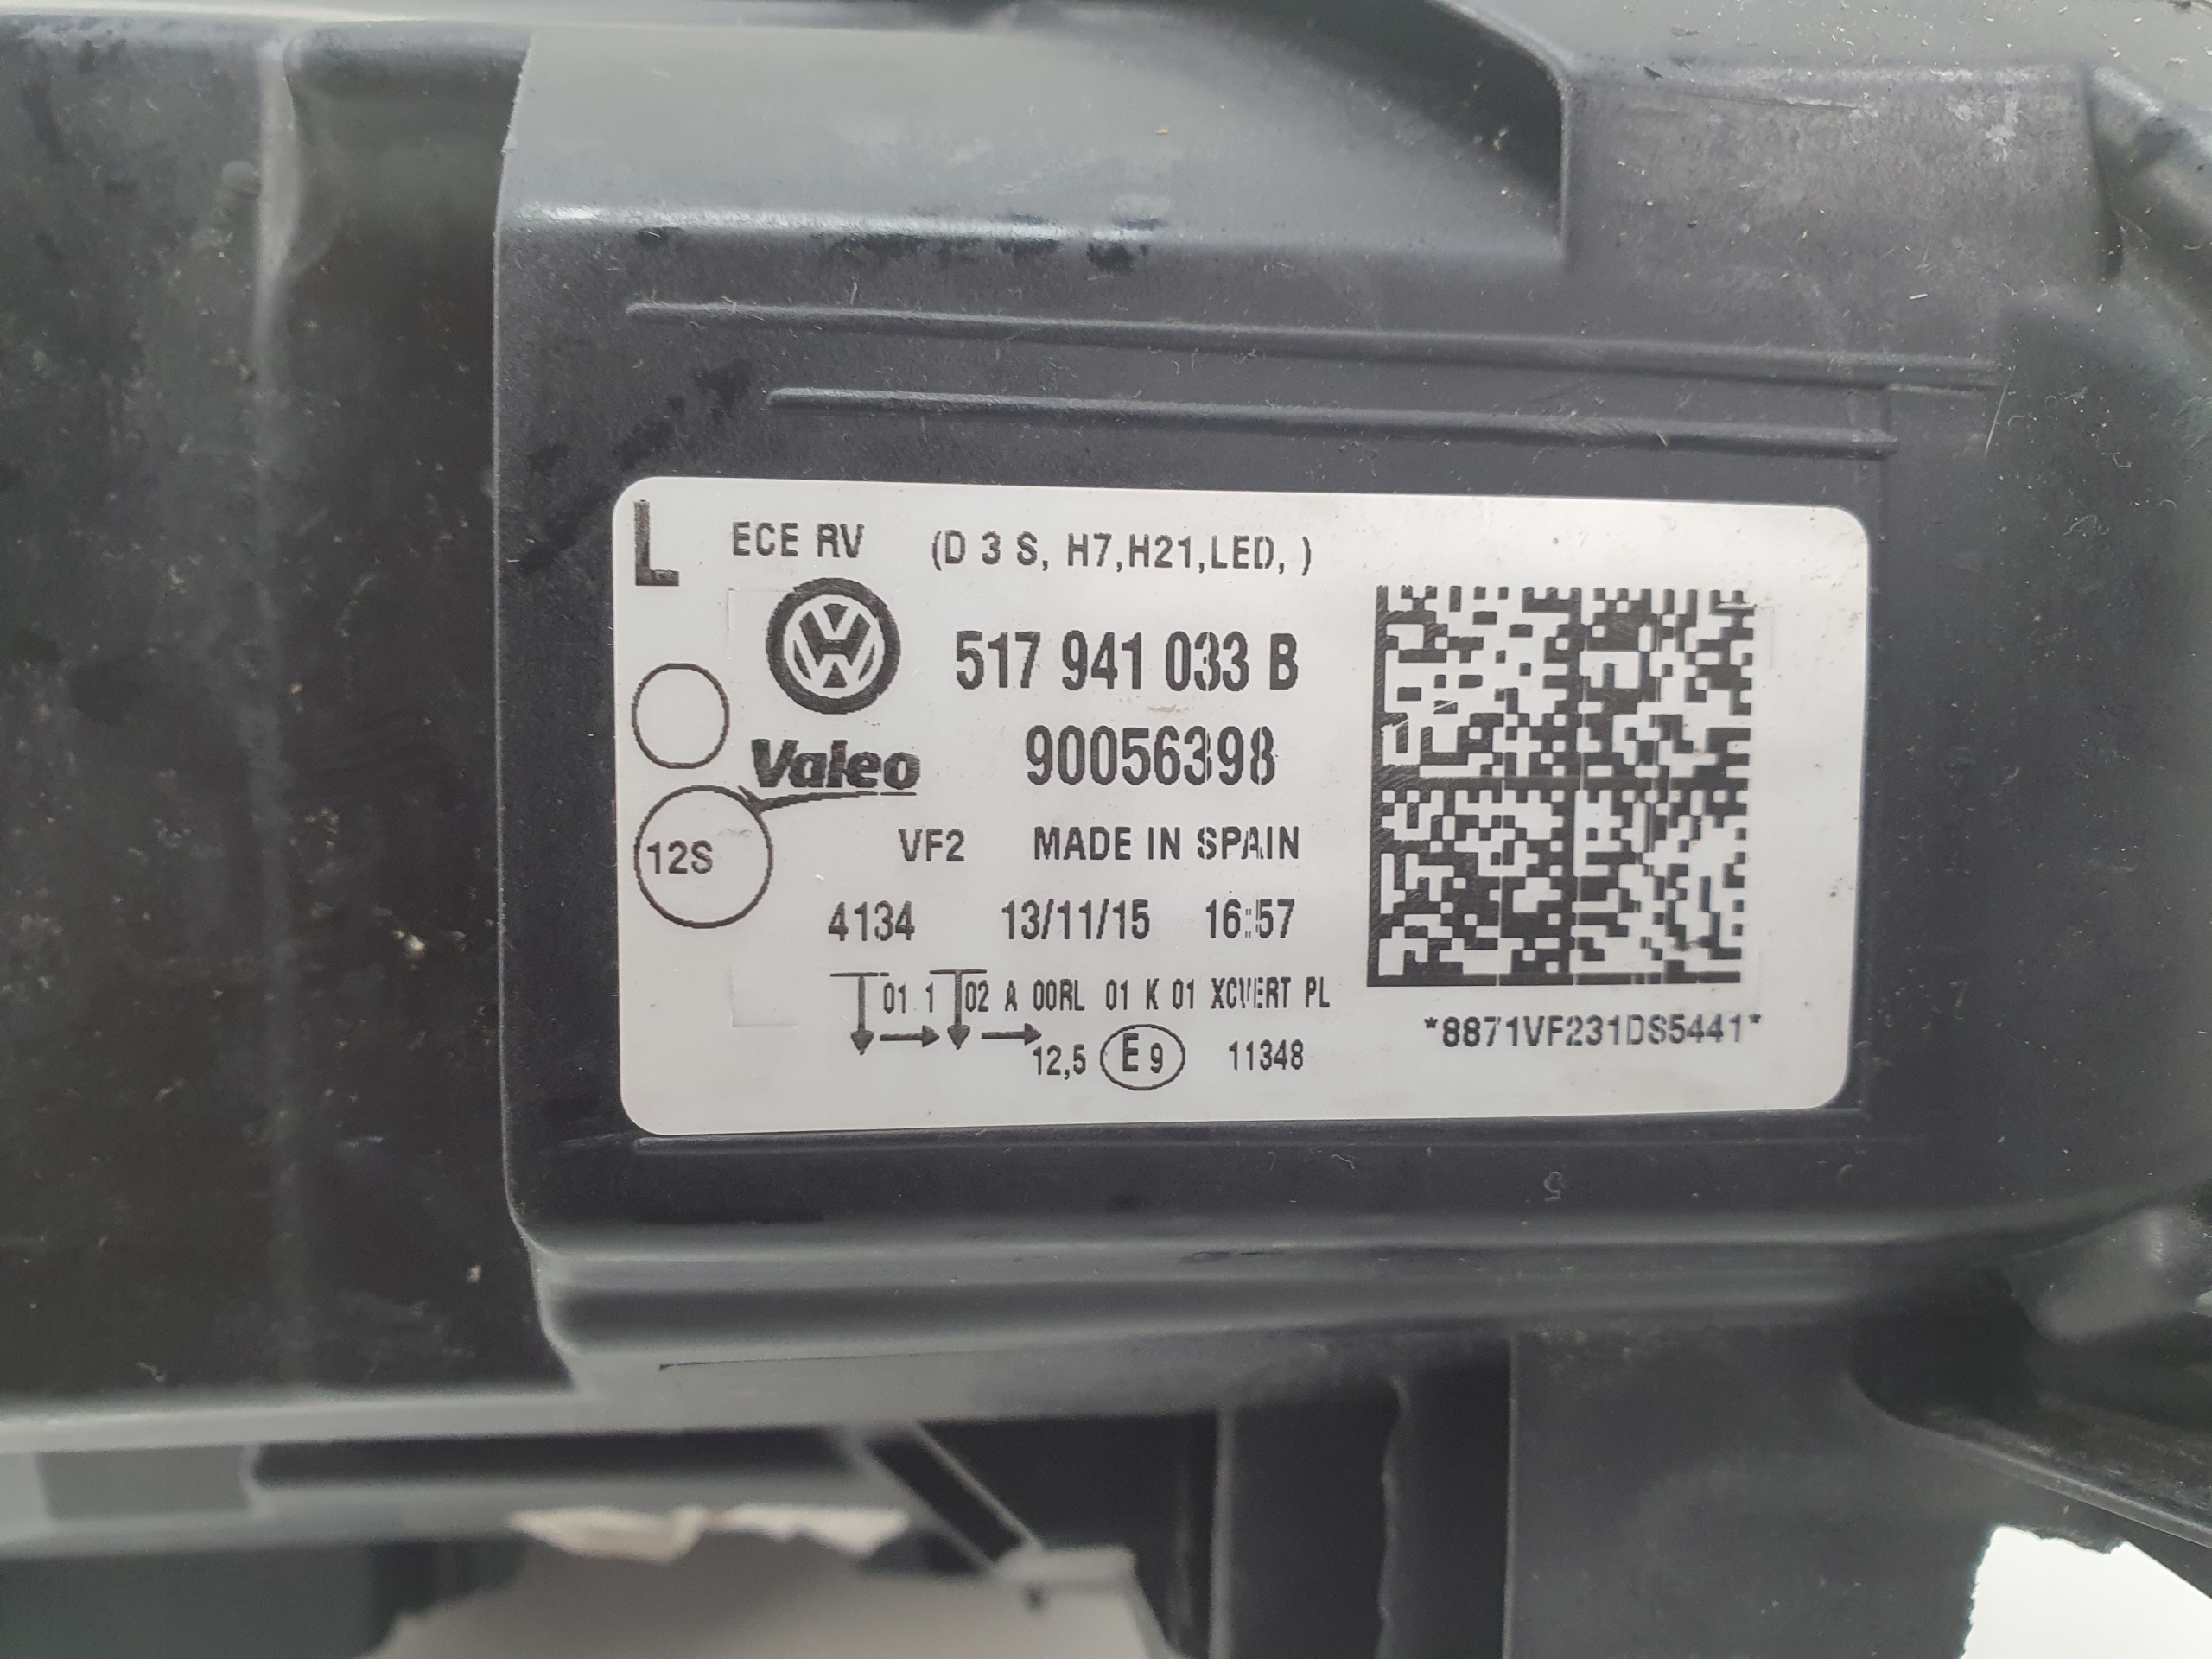 L ECE RV (D 3 S, H7,H21,LED, )
517 941 033 B
Valeo 90056398
12S VF2 MADE IN SPAIN
4134 13/11/15 16:57
01 1 02 A 00RL 01 K 01 XCVERT PL
12,5 E9 11348
*8871VF231DS5441*
5